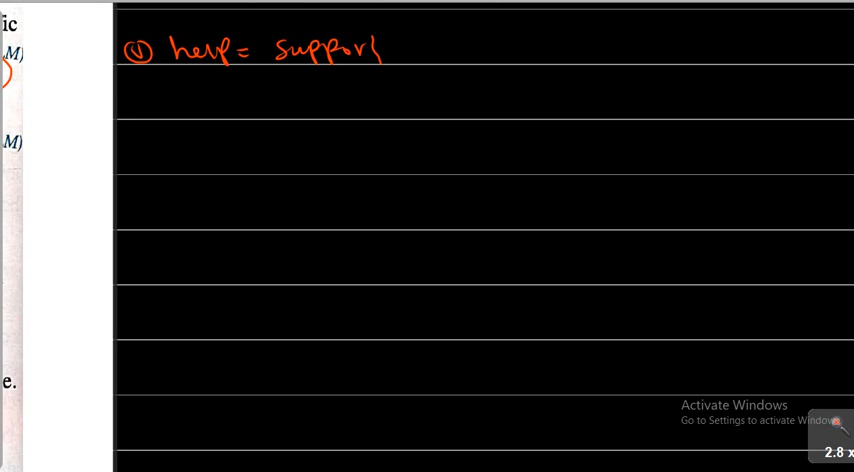 ic
M)
① help = support
M)
e.
Activate Windows
Go to Settings to activate Windows
2.8 x